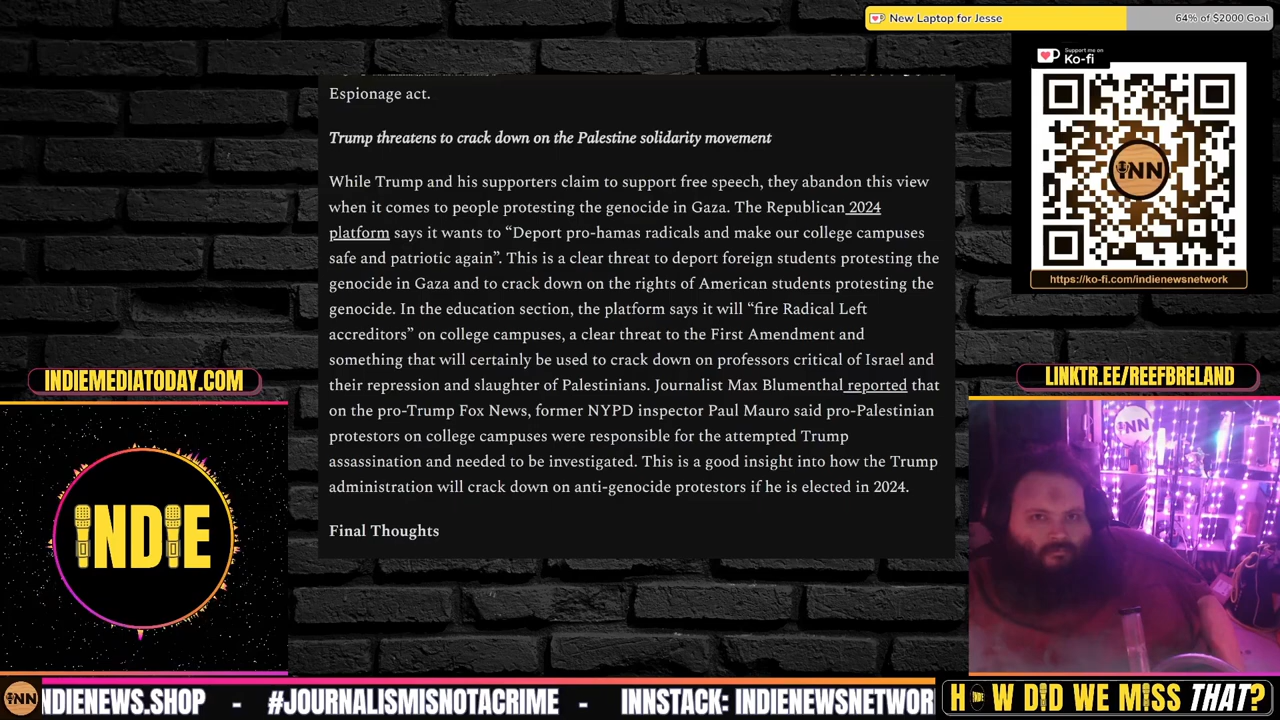 New Laptop for Jesse
64% of $2000 Goal
Support me on
Ko-fi
INN
https://ko-fi.com/indienewsnetwork
Espionage act.
Trump threatens to crack down on the Palestine solidarity movement
While Trump and his supporters claim to support free speech, they abandon this view
when it comes to people protesting the genocide in Gaza. The Republican 2024
platform says it wants to “Deport pro-hamas radicals and make our college campuses
safe and patriotic again”. This is a clear threat to deport foreign students protesting the
genocide in Gaza and to crack down on the rights of American students protesting the
genocide. In the education section, the platform says it will “fire Radical Left
accreditors” on college campuses, a clear threat to the First Amendment and
something that will certainly be used to crack down on professors critical of Israel and
their repression and slaughter of Palestinians. Journalist Max Blumenthal reported that
on the pro-Trump Fox News, former NYPD inspector Paul Mauro said pro-Palestinian
protestors on college campuses were responsible for the attempted Trump
assassination and needed to be investigated. This is a good insight into how the Trump
administration will crack down on anti-genocide protestors if he is elected in 2024.
Final Thoughts
INDIEMEDIATODAY.COM
INDIE
LINKTR.EE/REEFBRELAND
INN
INN
NDIENEWS.SHOP - #JOURNALISMISNOTACRIME - INNSTACK: INDIENEWSNETWOR
HOW DID WE MISS THAT?